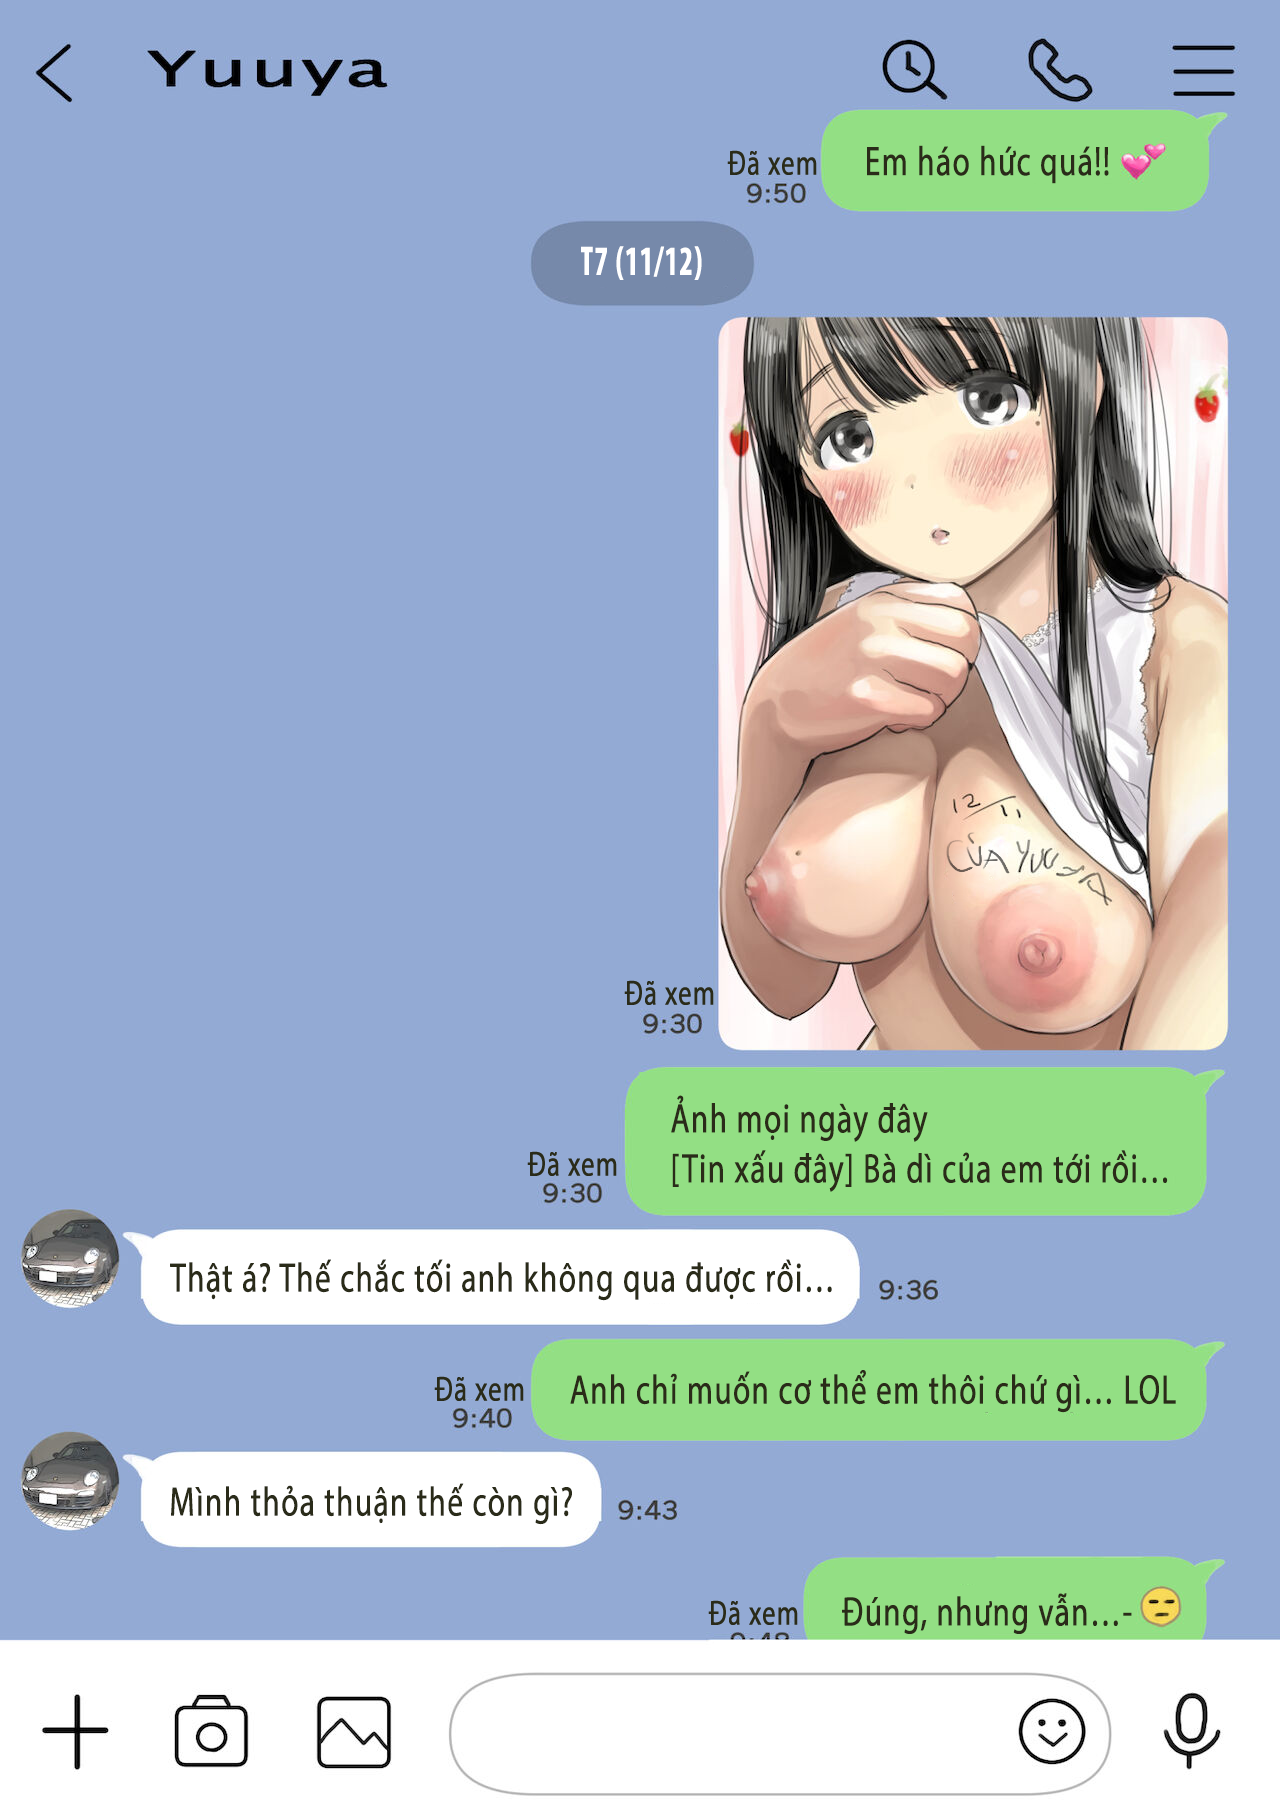 Yuuya
Em háo hức quá!! 💕
Đã xem
9:50
T7 (11/12)
12/11
CỦA YUUYA
Đã xem
9:30
Ảnh mọi ngày đây
[Tin xấu đây] Bà dì của em tới rồi...
Đã xem
9:30
Thật á? Thế chắc tối anh không qua được rồi...
9:36
Anh chỉ muốn cơ thể em thôi chứ gì... LOL
Đã xem
9:40
Mình thỏa thuận thế còn gì?
9:43
Đúng, nhưng vẫn...- 😑
Đã xem
9:48